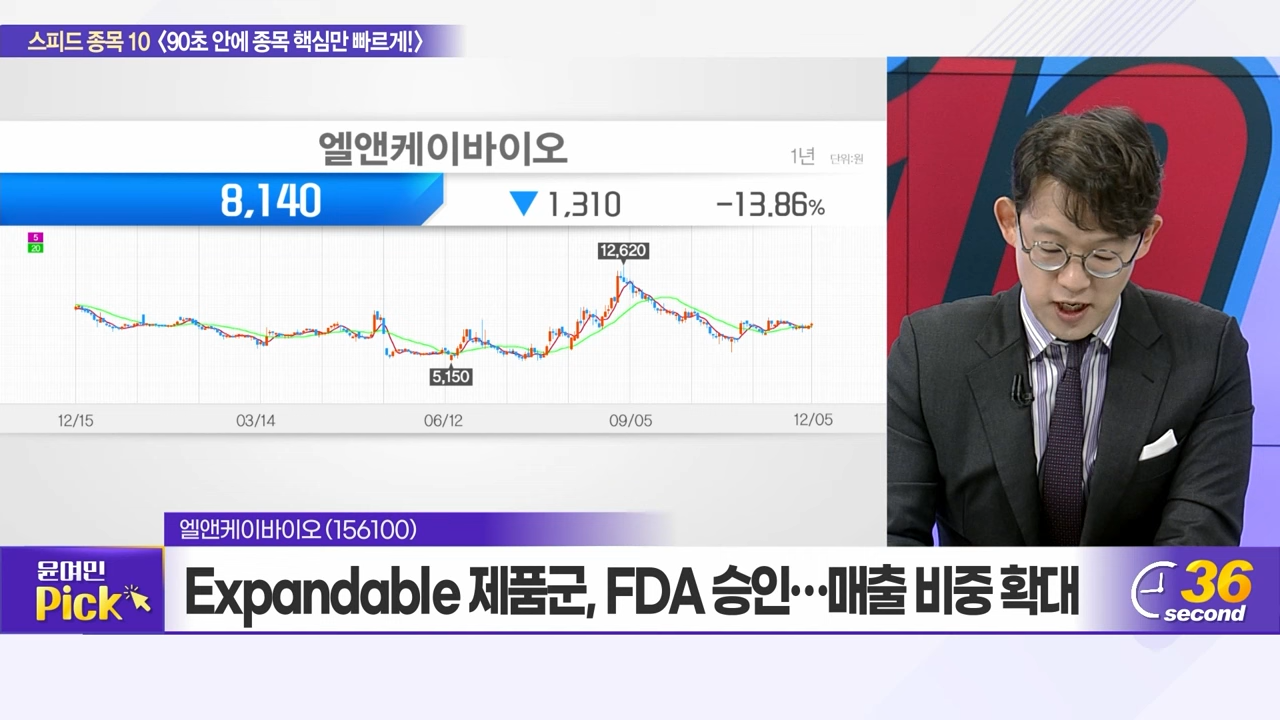 스피드 종목 10 〈90초 안에 종목 핵심만 빠르게!〉
엘앤케이바이오
1년 단위:원
8,140 ▼ 1,310 -13.86%
5
20
12,620
5,150
12/15 03/14 06/12 09/05 12/05
엘앤케이바이오 (156100)
윤여민
Pick
Expandable 제품군, FDA 승인…매출 비중 확대
36
second
10